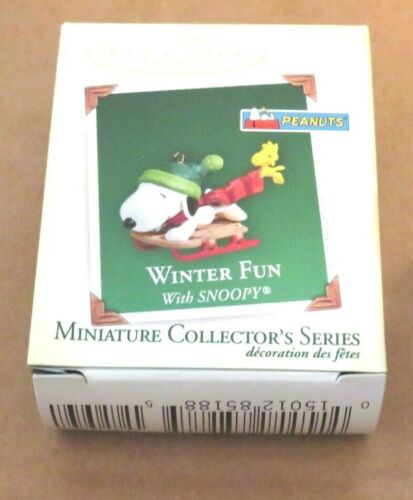 PEANUTS
WINTER FUN
With SNOOPY®
MINIATURE COLLECTOR'S SERIES
décoration des fêtes
0 15012 85188 5